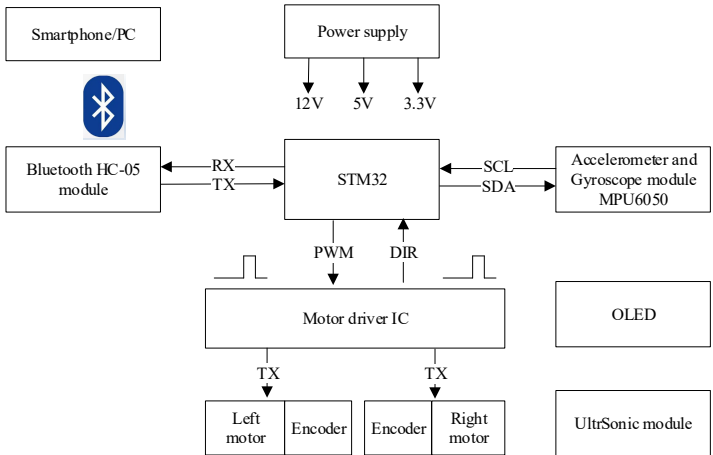 Smartphone/PC
Power supply
12V
5V
3.3V
Bluetooth HC-05
module
RX
TX
STM32
SCL
SDA
Accelerometer and
Gyroscope module
MPU6050
PWM
DIR
Motor driver IC
OLED
TX
TX
Left
motor
Encoder
Encoder
Right
motor
UltrSonic module